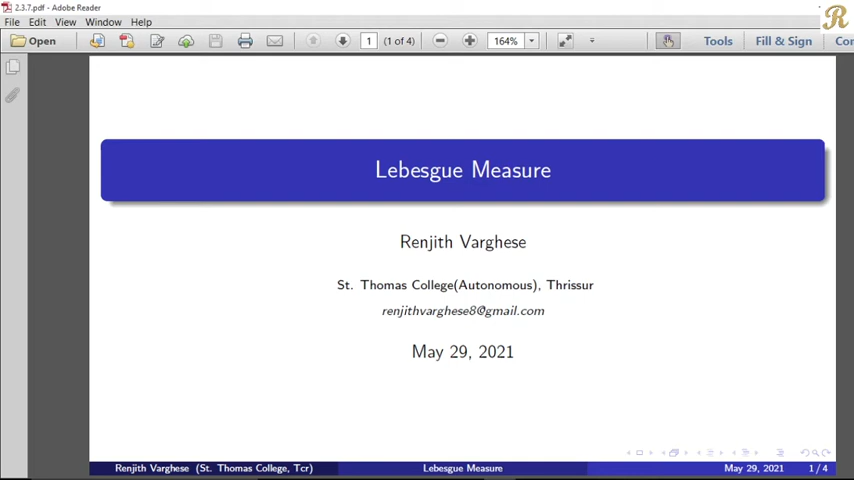 2.3.7.pdf - Adobe Reader
File Edit View Window Help
Open 1 (1 of 4) 164% Tools Fill & Sign
Lebesgue Measure
Renjith Varghese
St. Thomas College(Autonomous), Thrissur
renjithvarghese8@gmail.com
May 29, 2021
Renjith Varghese (St. Thomas College, Tcr) Lebesgue Measure May 29, 2021 1 / 4
R